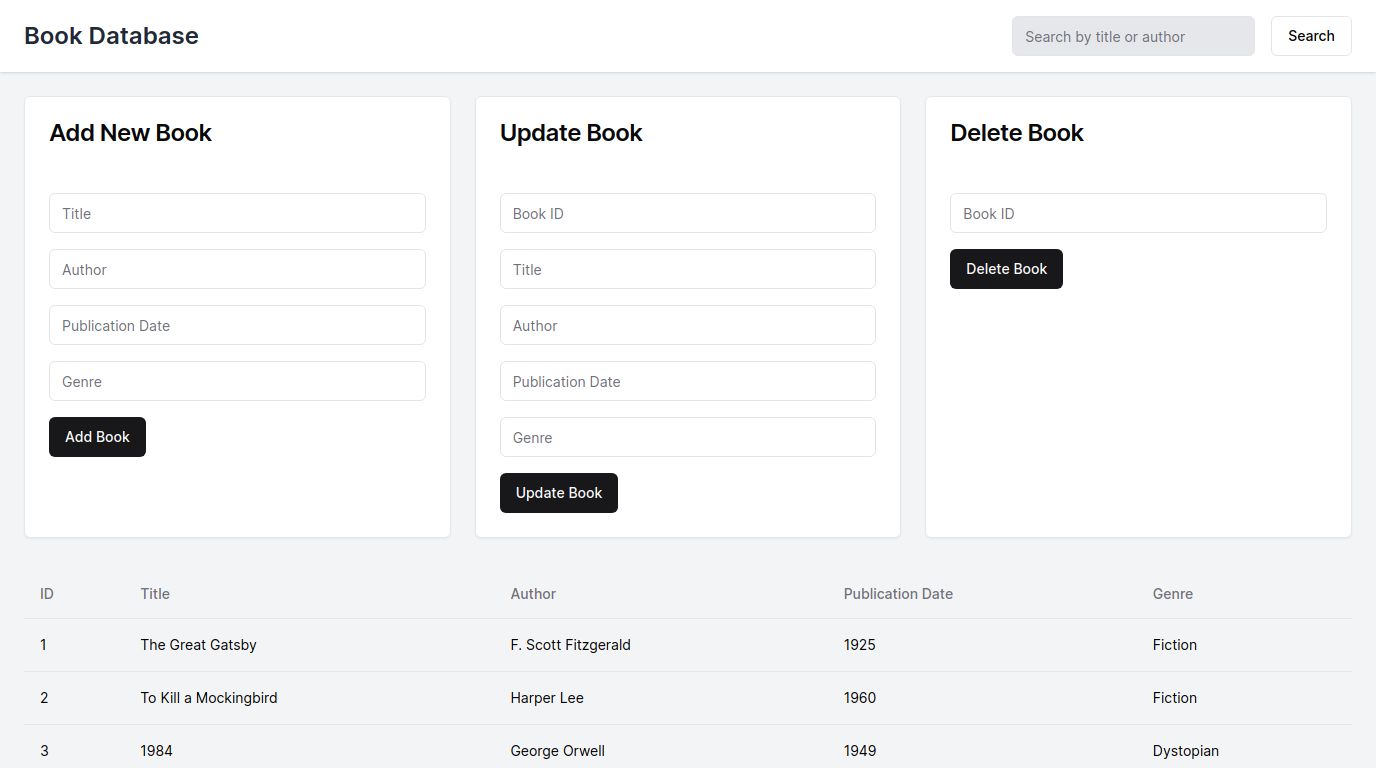 Book Database
Search by title or author
Search
Add New Book
Title
Author
Publication Date
Genre
Add Book
Update Book
Book ID
Title
Author
Publication Date
Genre
Update Book
Delete Book
Book ID
Delete Book
ID Title Author Publication Date Genre
1 The Great Gatsby F. Scott Fitzgerald 1925 Fiction
2 To Kill a Mockingbird Harper Lee 1960 Fiction
3 1984 George Orwell 1949 Dystopian